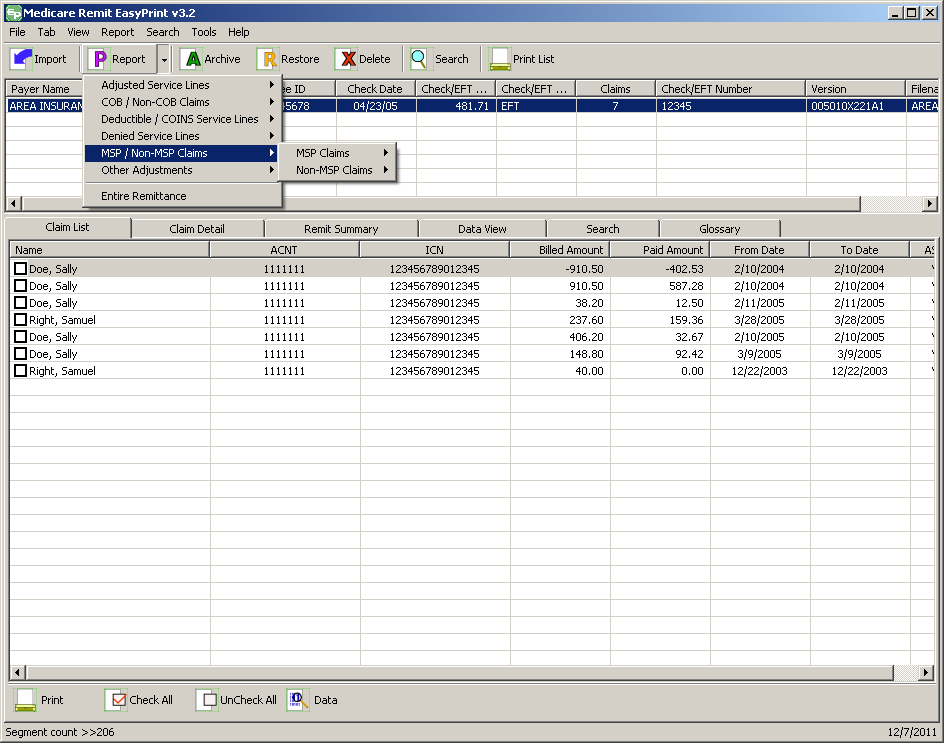 Medicare Remit EasyPrint v3.2
File Tab View Report Search Tools Help
Import Report Archive Restore Delete Search Print List
Payer Name ee ID Check Date Check/EFT ... Check/EFT ... Claims Check/EFT Number Version Filena
AREA INSURAN 5678 04/23/05 481.71 EFT 7 12345 005010X221A1 AREA
Adjusted Service Lines
COB / Non-COB Claims
Deductible / COINS Service Lines
Denied Service Lines
MSP / Non-MSP Claims
Other Adjustments
Entire Remittance
MSP Claims
Non-MSP Claims
Claim List Claim Detail Remit Summary Data View Search Glossary
Name ACNT ICN Billed Amount Paid Amount From Date To Date AS
Doe, Sally 1111111 123456789012345 -910.50 -402.53 2/10/2004 2/10/2004
Doe, Sally 1111111 123456789012345 910.50 587.28 2/10/2004 2/10/2004
Doe, Sally 1111111 123456789012345 38.20 12.50 2/11/2005 2/11/2005
Right, Samuel 1111111 123456789012345 237.60 159.36 3/28/2005 3/28/2005
Doe, Sally 1111111 123456789012345 406.20 32.67 2/10/2005 2/10/2005
Doe, Sally 1111111 123456789012345 148.80 92.42 3/9/2005 3/9/2005
Right, Samuel 1111111 123456789012345 40.00 0.00 12/22/2003 12/22/2003
Print Check All UnCheck All Data
Segment count >>206 12/7/2011